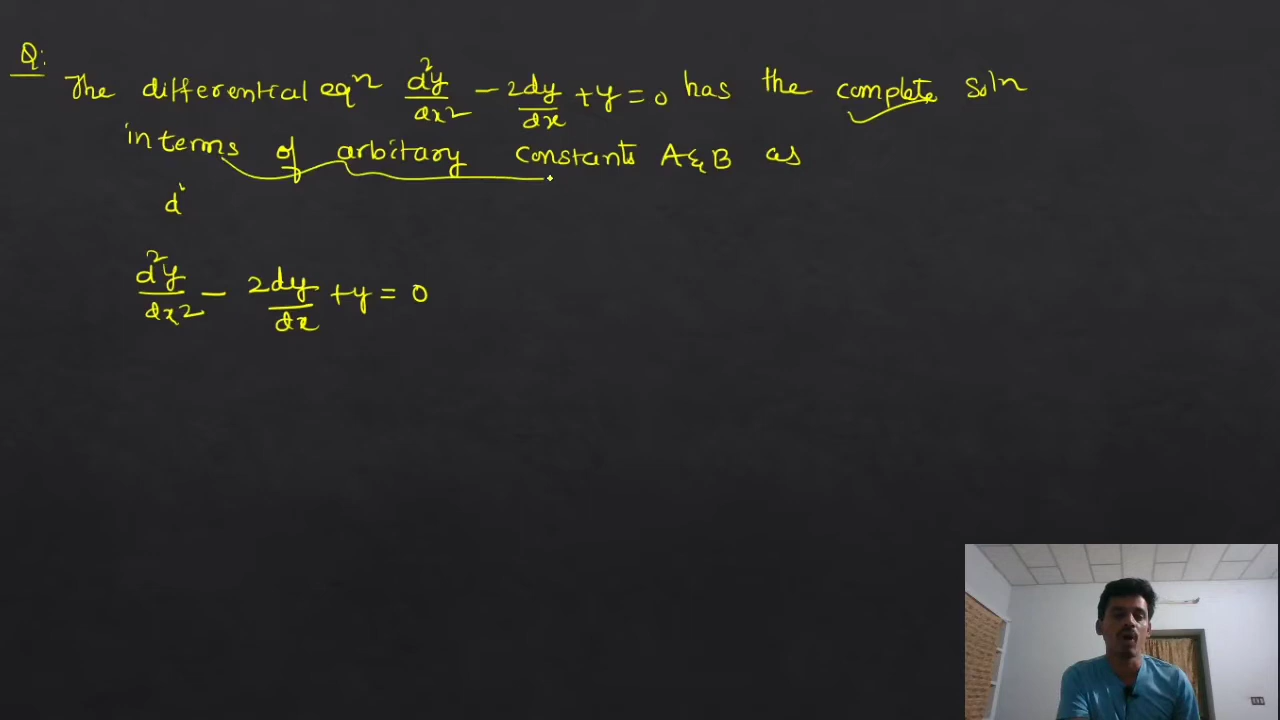 Q:
The differential eqn d²y/dx2 - 2dy/dx + y = 0 has the complete soln
in terms of arbitary constants A & B as
d
d²y/dx2 - 2dy/dx + y = 0